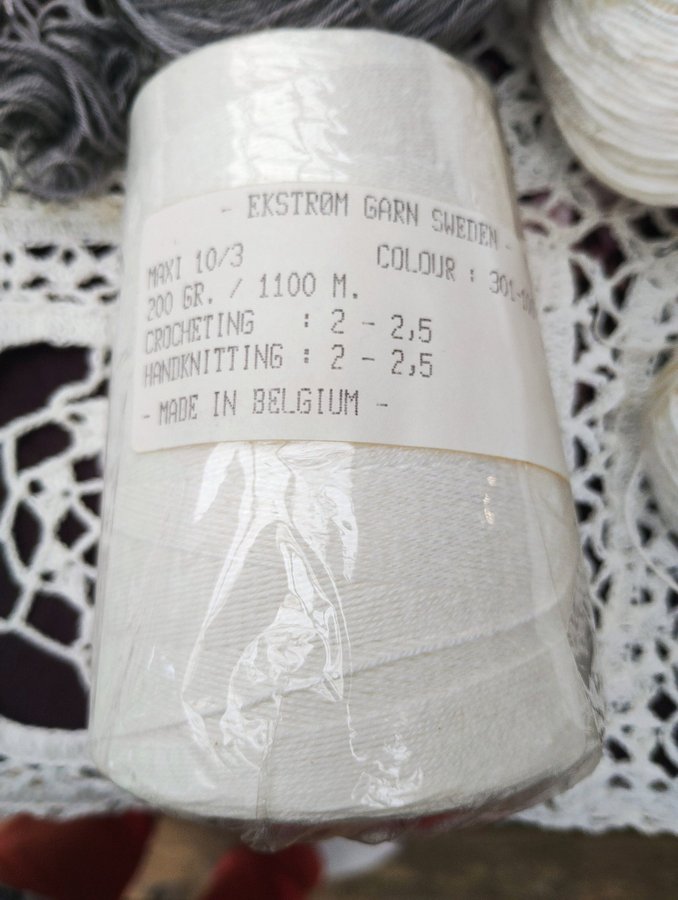 - EKSTRØM GARN SWEDEN -
MAXI 10/3 COLOUR : 301-
200 GR. / 1100 M.
CROCHETING : 2 - 2,5
HANDKNITTING : 2 - 2,5
- MADE IN BELGIUM -